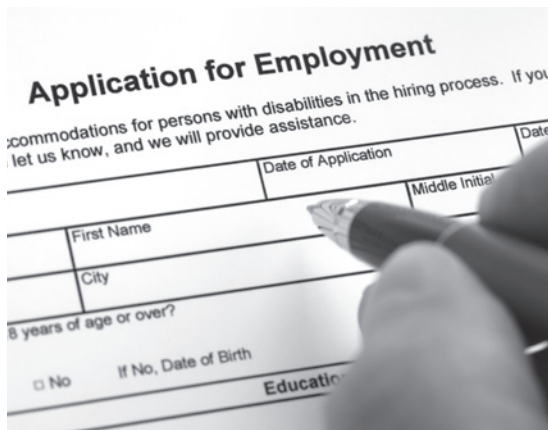 Application for Employment
commodations for persons with disabilities in the hiring process. If you
let us know, and we will provide assistance.
Date of Application
Date
First Name
Middle Initial
City
8 years of age or over?
□ No If No, Date of Birth
Educatio